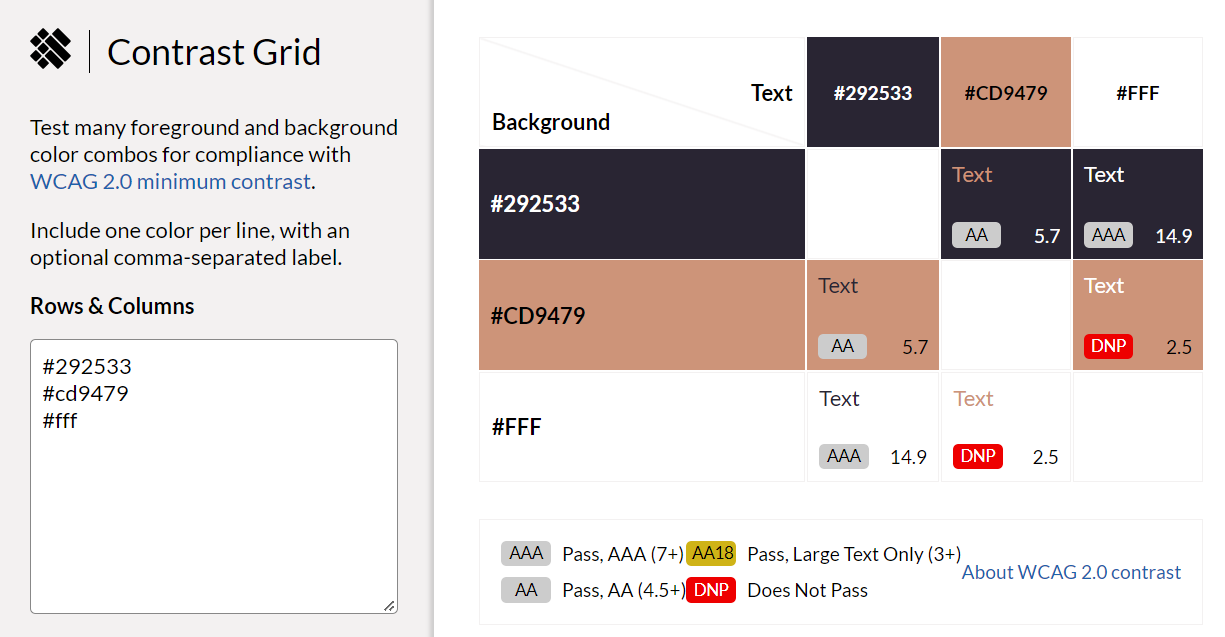 Contrast Grid
Test many foreground and background
color combos for compliance with
WCAG 2.0 minimum contrast.
Include one color per line, with an
optional comma-separated label.
Rows & Columns
#292533
#cd9479
#fff
Text
Background
#292533
#CD9479
#FFF
#292533
Text
AA
5.7
Text
AAA
14.9
#CD9479
Text
AA
5.7
Text
DNP
2.5
#FFF
Text
AAA
14.9
Text
DNP
2.5
AAA Pass, AAA (7+)
AA18 Pass, Large Text Only (3+)
AA Pass, AA (4.5+)
DNP Does Not Pass
About WCAG 2.0 contrast